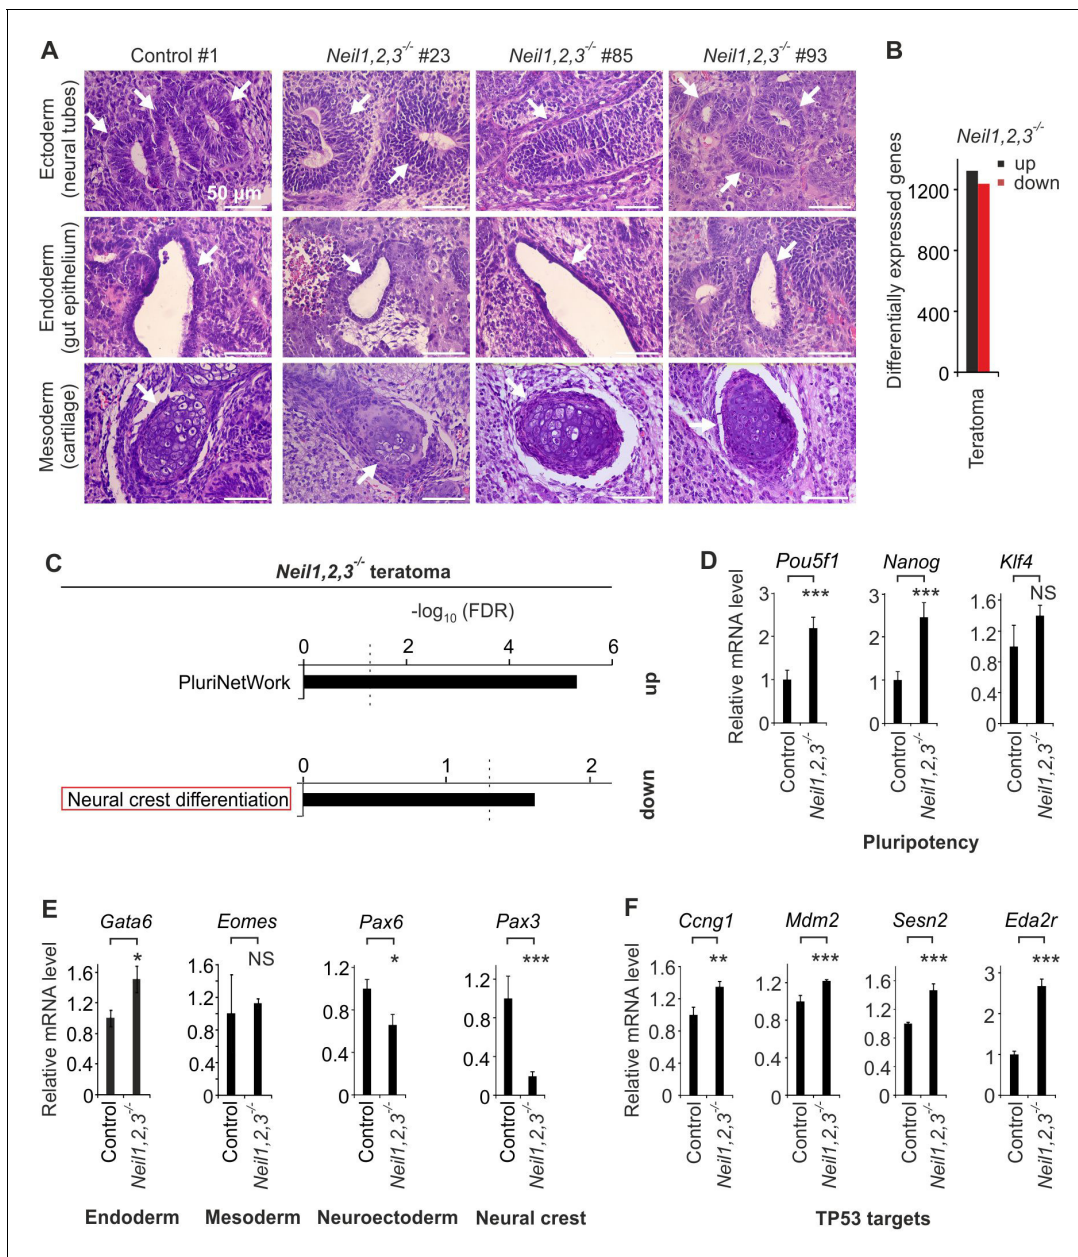 A
Control #1
Neil1,2,3-/- #23
Neil1,2,3-/- #85
Neil1,2,3-/- #93
Ectoderm
(neural tubes)
50 µm
Endoderm
(gut epithelium)
Mesoderm
(cartilage)
B
Neil1,2,3-/-
up
down
Differentially expressed genes
1200
800
400
0
Teratoma
C
Neil1,2,3-/- teratoma
-log10 (FDR)
0 2 4 6
PluriNetWork
up
0 1 2
Neural crest differentiation
down
D
Pou5f1
Nanog
Klf4
Relative mRNA level
***
***
NS
3
2
1
0
3
2
1
0
1.6
1.2
0.8
0.4
0
Control
Neil1,2,3-/-
Control
Neil1,2,3-/-
Control
Neil1,2,3-/-
Pluripotency
E
Gata6
Eomes
Pax6
Pax3
Relative mRNA level
*
NS
*
***
1.6
1.2
0.8
0.4
0
1.6
1.2
0.8
0.4
0
1.2
0.8
0.4
0
1.2
0.9
0.6
0.3
0
Control
Neil1,2,3-/-
Control
Neil1,2,3-/-
Control
Neil1,2,3-/-
Control
Neil1,2,3-/-
Endoderm
Mesoderm
Neuroectoderm
Neural crest
F
Ccng1
Mdm2
Sesn2
Eda2r
Relative mRNA level
**
***
***
***
1.6
1.2
0.8
0.4
0
1.2
0.8
0.4
0
1.8
1.2
0.6
0
3
2
1
0
Control
Neil1,2,3-/-
Control
Neil1,2,3-/-
Control
Neil1,2,3-/-
Control
Neil1,2,3-/-
TP53 targets